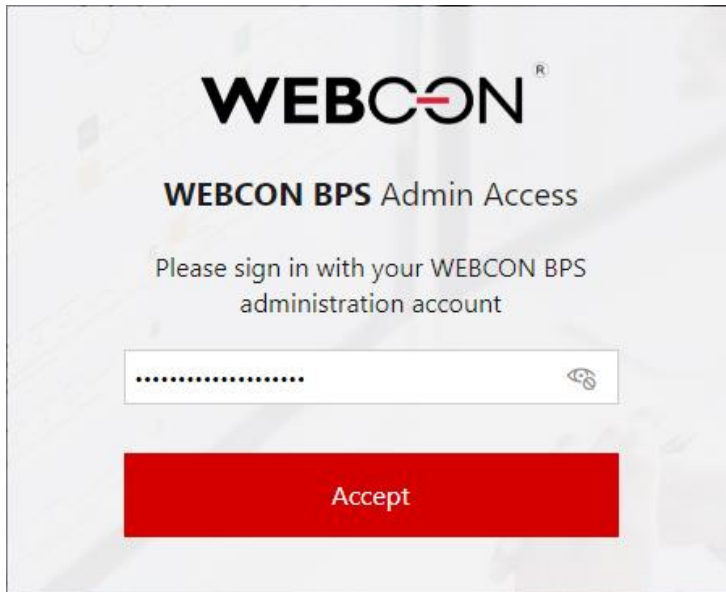 WEBCON®
WEBCON BPS Admin Access
Please sign in with your WEBCON BPS
administration account
••••••••••••••••••••
Accept